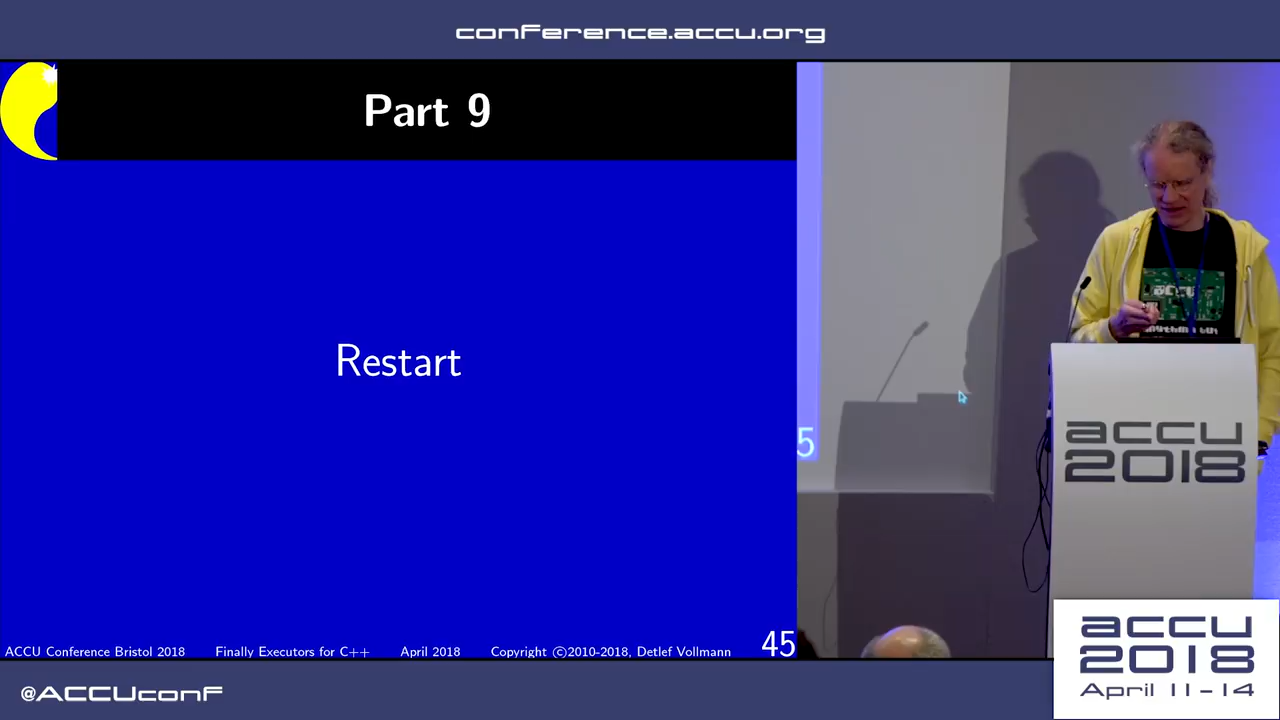 conference.accu.org
Part 9
Restart
ACCU Conference Bristol 2018 Finally Executors for C++ April 2018 Copyright ©2010-2018, Detlef Vollmann 45
5
accu
accu
2018
accu
2018
April 11-14
@ACCUconf